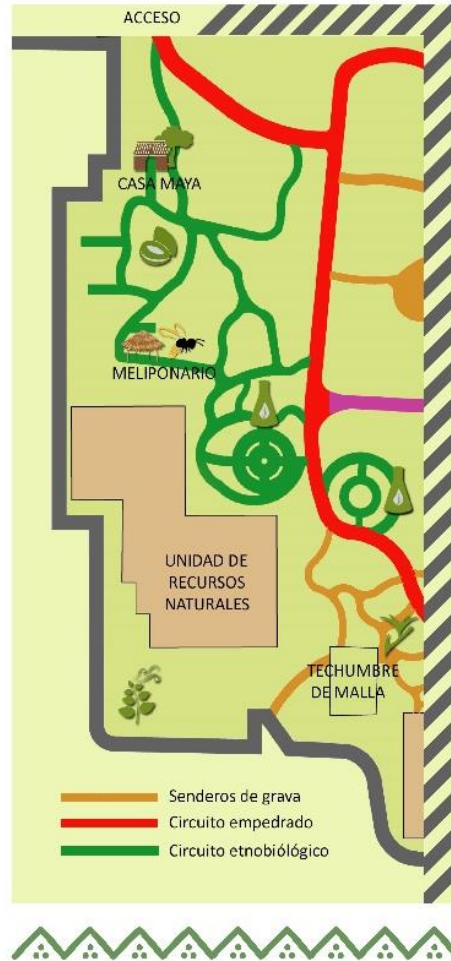 ACCESO
CASA MAYA
MELIPONARIO
UNIDAD DE
RECURSOS
NATURALES
TECHUMBRE
DE MALLA
Senderos de grava
Circuito empedrado
Circuito etnobiológico